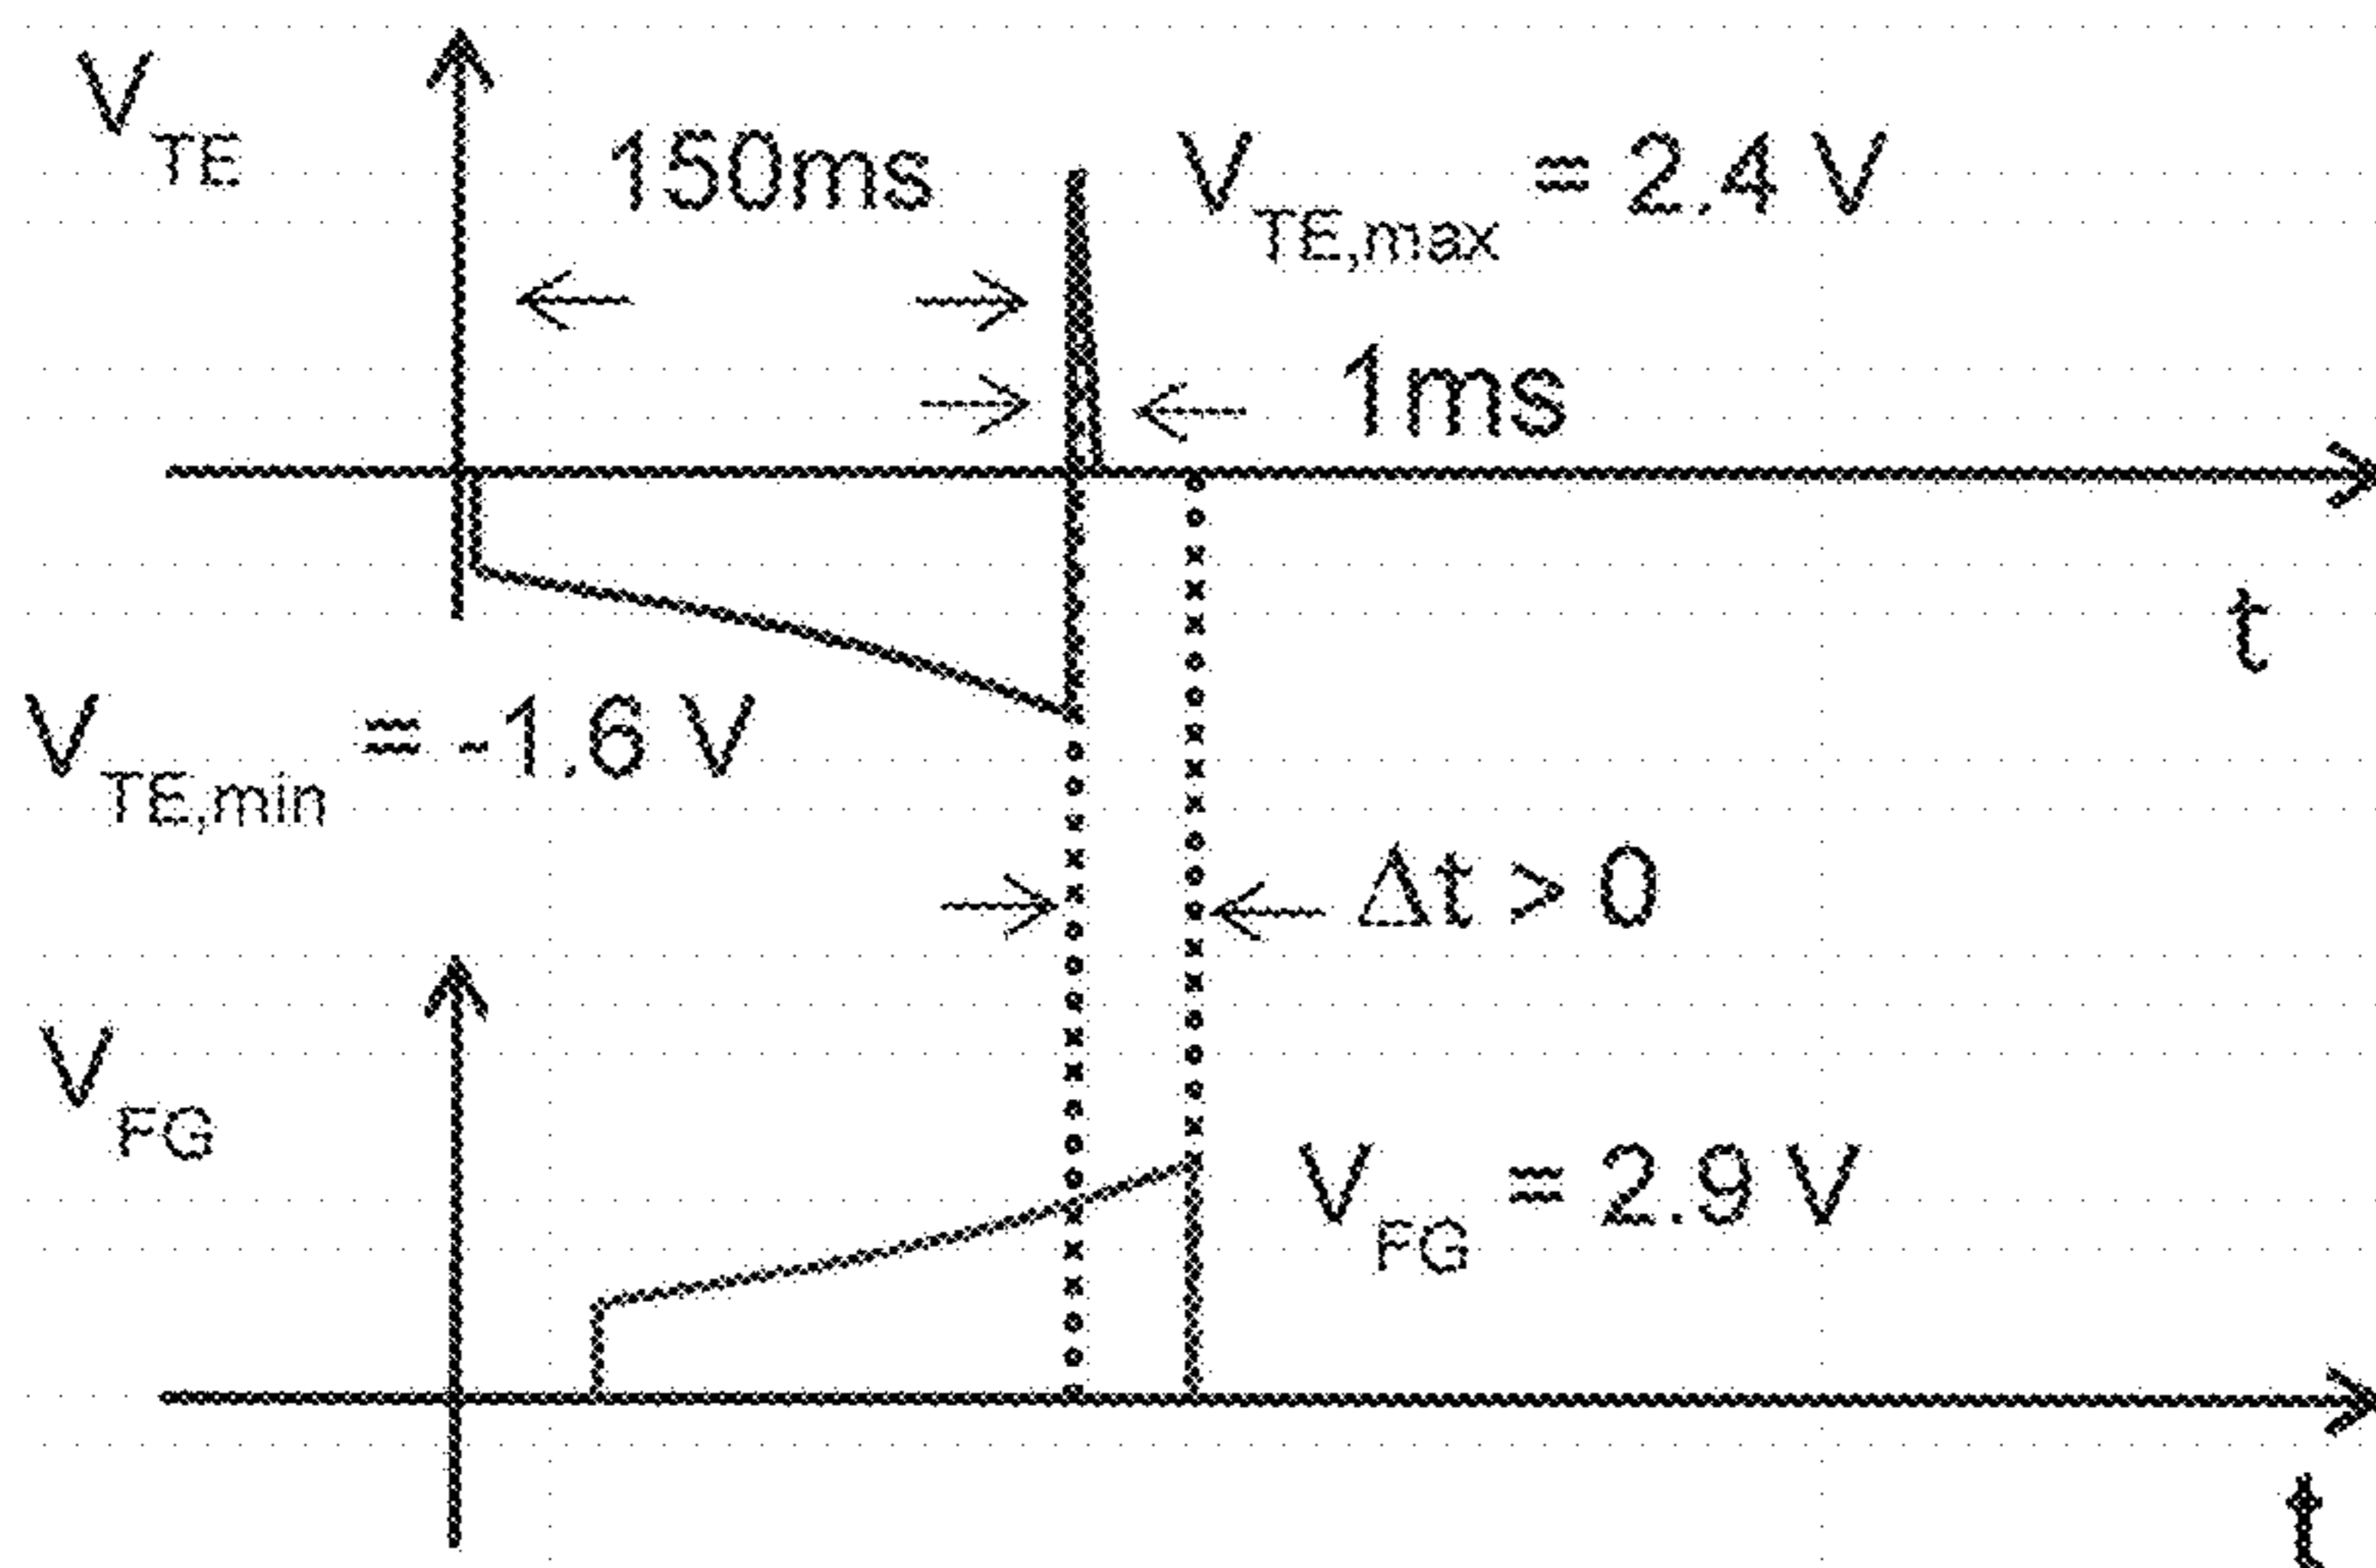 V_TE
150ms
V_TE,max = 2.4 V
1ms
t
V_TE,min = -1.6 V
Δt > 0
V_FG
V_FG = 2.9 V
t